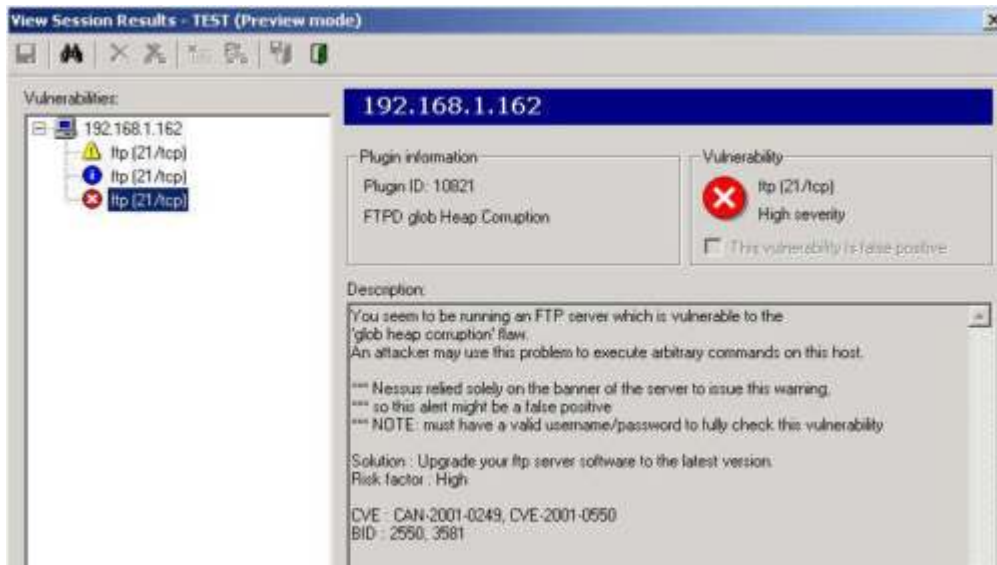 View Session Results - TEST (Preview mode)
Vulnerabilities:
192.168.1.162
ftp (21/tcp)
ftp (21/tcp)
ftp (21/tcp)
192.168.1.162
Plugin information
Plugin ID: 10821
FTPD glob Heap Corruption
Vulnerability
ftp (21/tcp)
High severity
This vulnerability is false positive
Description:
You seem to be running an FTP server which is vulnerable to the
'glob heap corruption' flaw.
An attacker may use this problem to execute arbitrary commands on this host.
*** Nessus relied solely on the banner of the server to issue this warning,
*** so this alert might be a false positive
*** NOTE: must have a valid username/password to fully check this vulnerability
Solution : Upgrade your ftp server software to the latest version.
Risk factor : High
CVE : CAN-2001-0249, CVE-2001-0550
BID : 2550, 3581